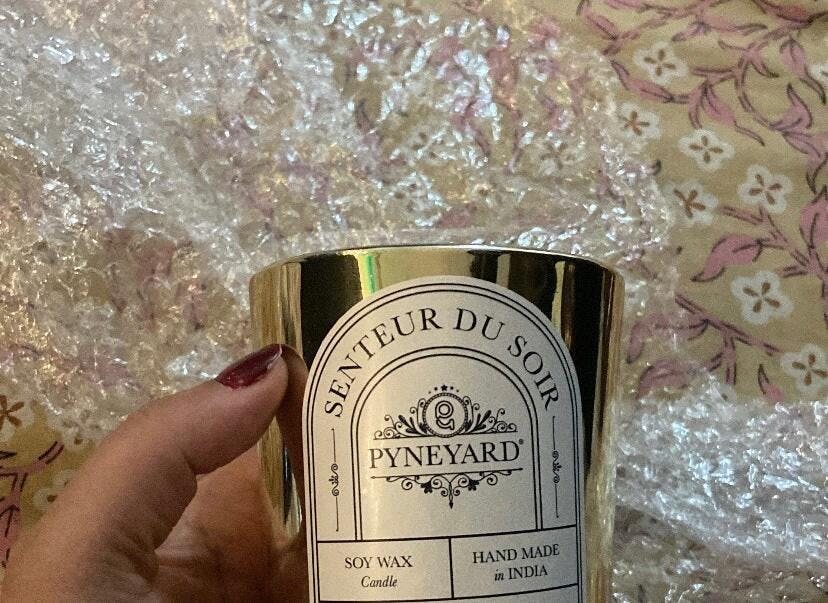 SENTEUR DU SOIR
PYNEYARD®
SOY WAX
Candle
HAND MADE
in INDIA